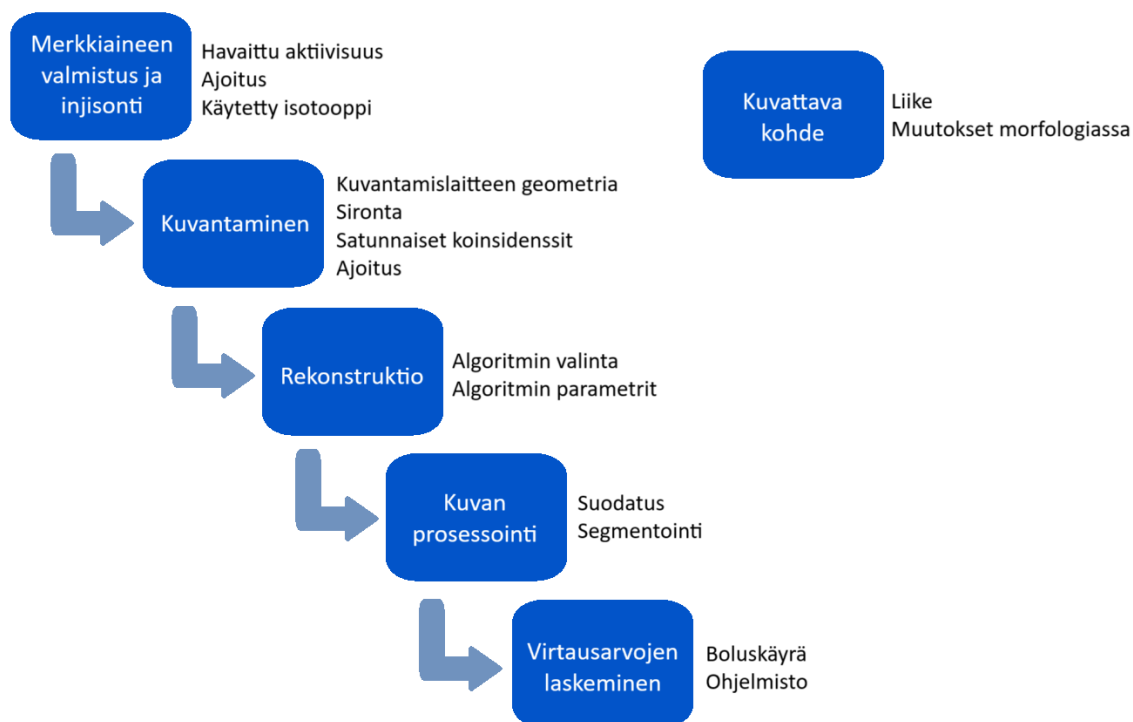 Merkkiaineen
valmistus ja
injisonti
Havaittu aktiivisuus
Ajoitus
Käytetty isotooppi
Kuvattava
kohde
Liike
Muutokset morfologiassa
Kuvantaminen
Kuvantamislaitteen geometria
Sironta
Satunnaiset koinsidenssit
Ajoitus
Rekonstruktio
Algoritmin valinta
Algoritmin parametrit
Kuvan
prosessointi
Suodatus
Segmentointi
Virtausarvojen
laskeminen
Boluskäyrä
Ohjelmisto